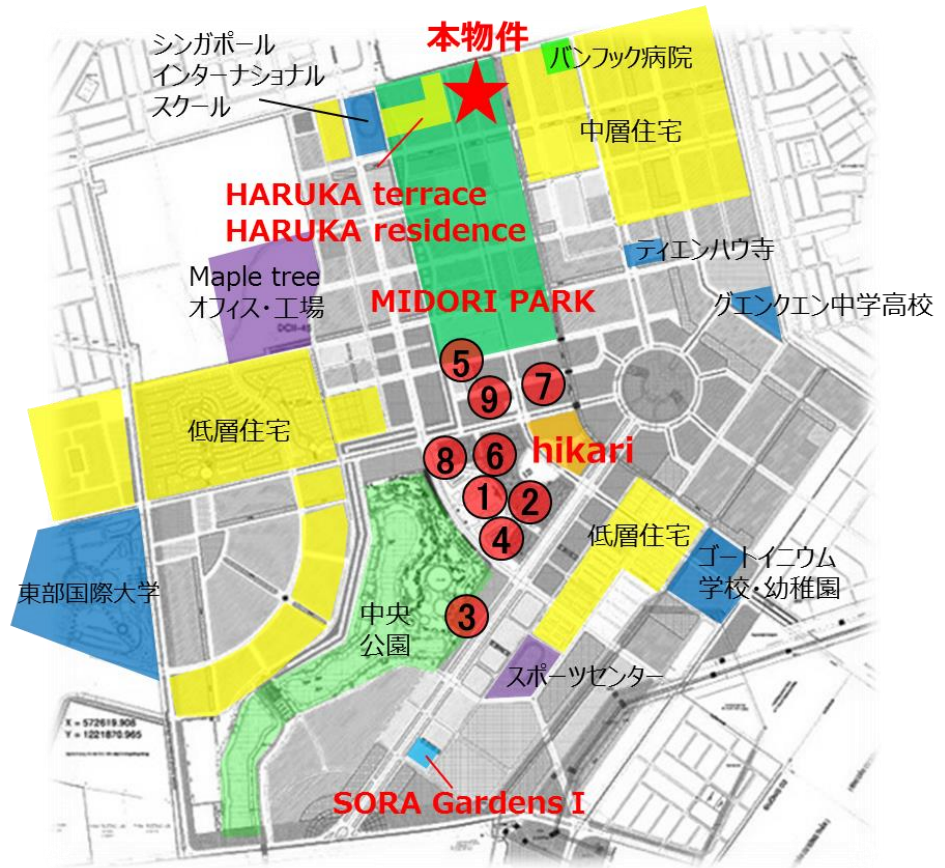 本物件
シンガポール
インターナショナル
スクール
バンフック病院
中層住宅
HARUKA terrace
HARUKA residence
ティエンハウ寺
Maple tree
オフィス・工場
MIDORI PARK
グエンクエン中学高校
5
7
9
低層住宅
hikari
8
6
1
2
4
低層住宅
ゴートイニウム
学校・幼稚園
東部国際大学
中央
公園
3
スポーツセンター
X = 572619.908
Y = 1221870.965
SORA Gardens I